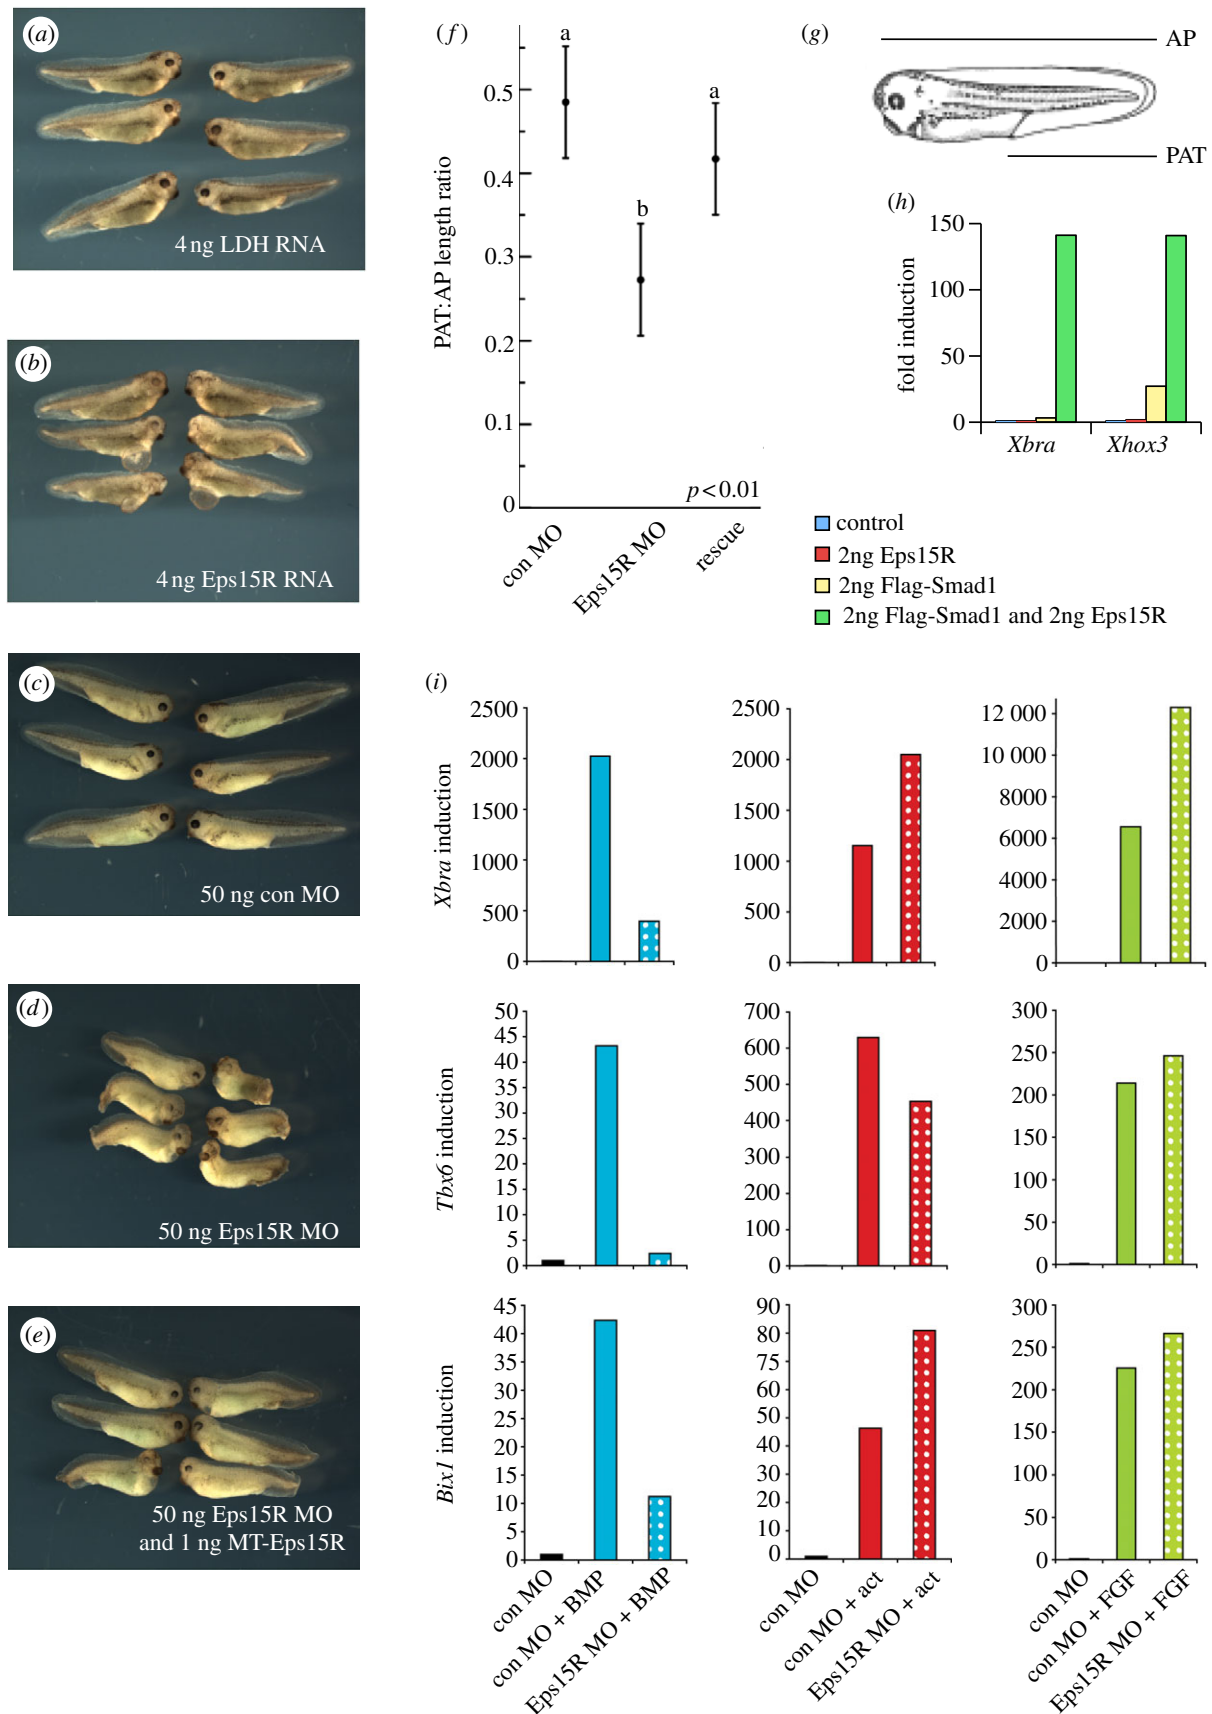 (a)
4 ng LDH RNA
(b)
4 ng Eps15R RNA
(c)
50 ng con MO
(d)
50 ng Eps15R MO
(e)
50 ng Eps15R MO
and 1 ng MT-Eps15R
(f)
PAT:AP length ratio
0.5
0.4
0.3
0.2
0.1
0
a
b
a
p < 0.01
con MO
Eps15R MO
rescue
(g)
AP
PAT
(h)
fold induction
150
100
50
0
Xbra
Xhox3
control
2ng Eps15R
2ng Flag-Smad1
2ng Flag-Smad1 and 2ng Eps15R
(i)
Xbra induction
2500
2000
1500
1000
500
0
2500
2000
1500
1000
500
0
12 000
10 000
8000
6000
4000
2000
0
Tbx6 induction
50
45
40
35
30
25
20
15
10
5
0
700
600
500
400
300
200
100
0
300
250
200
150
100
50
0
Bix1 induction
45
40
35
30
25
20
15
10
5
0
90
80
75
60
50
40
30
20
10
0
300
250
200
150
100
50
0
con MO
con MO + BMP
Eps15R MO + BMP
con MO
con MO + act
Eps15R MO + act
con MO
con MO + FGF
Eps15R MO + FGF